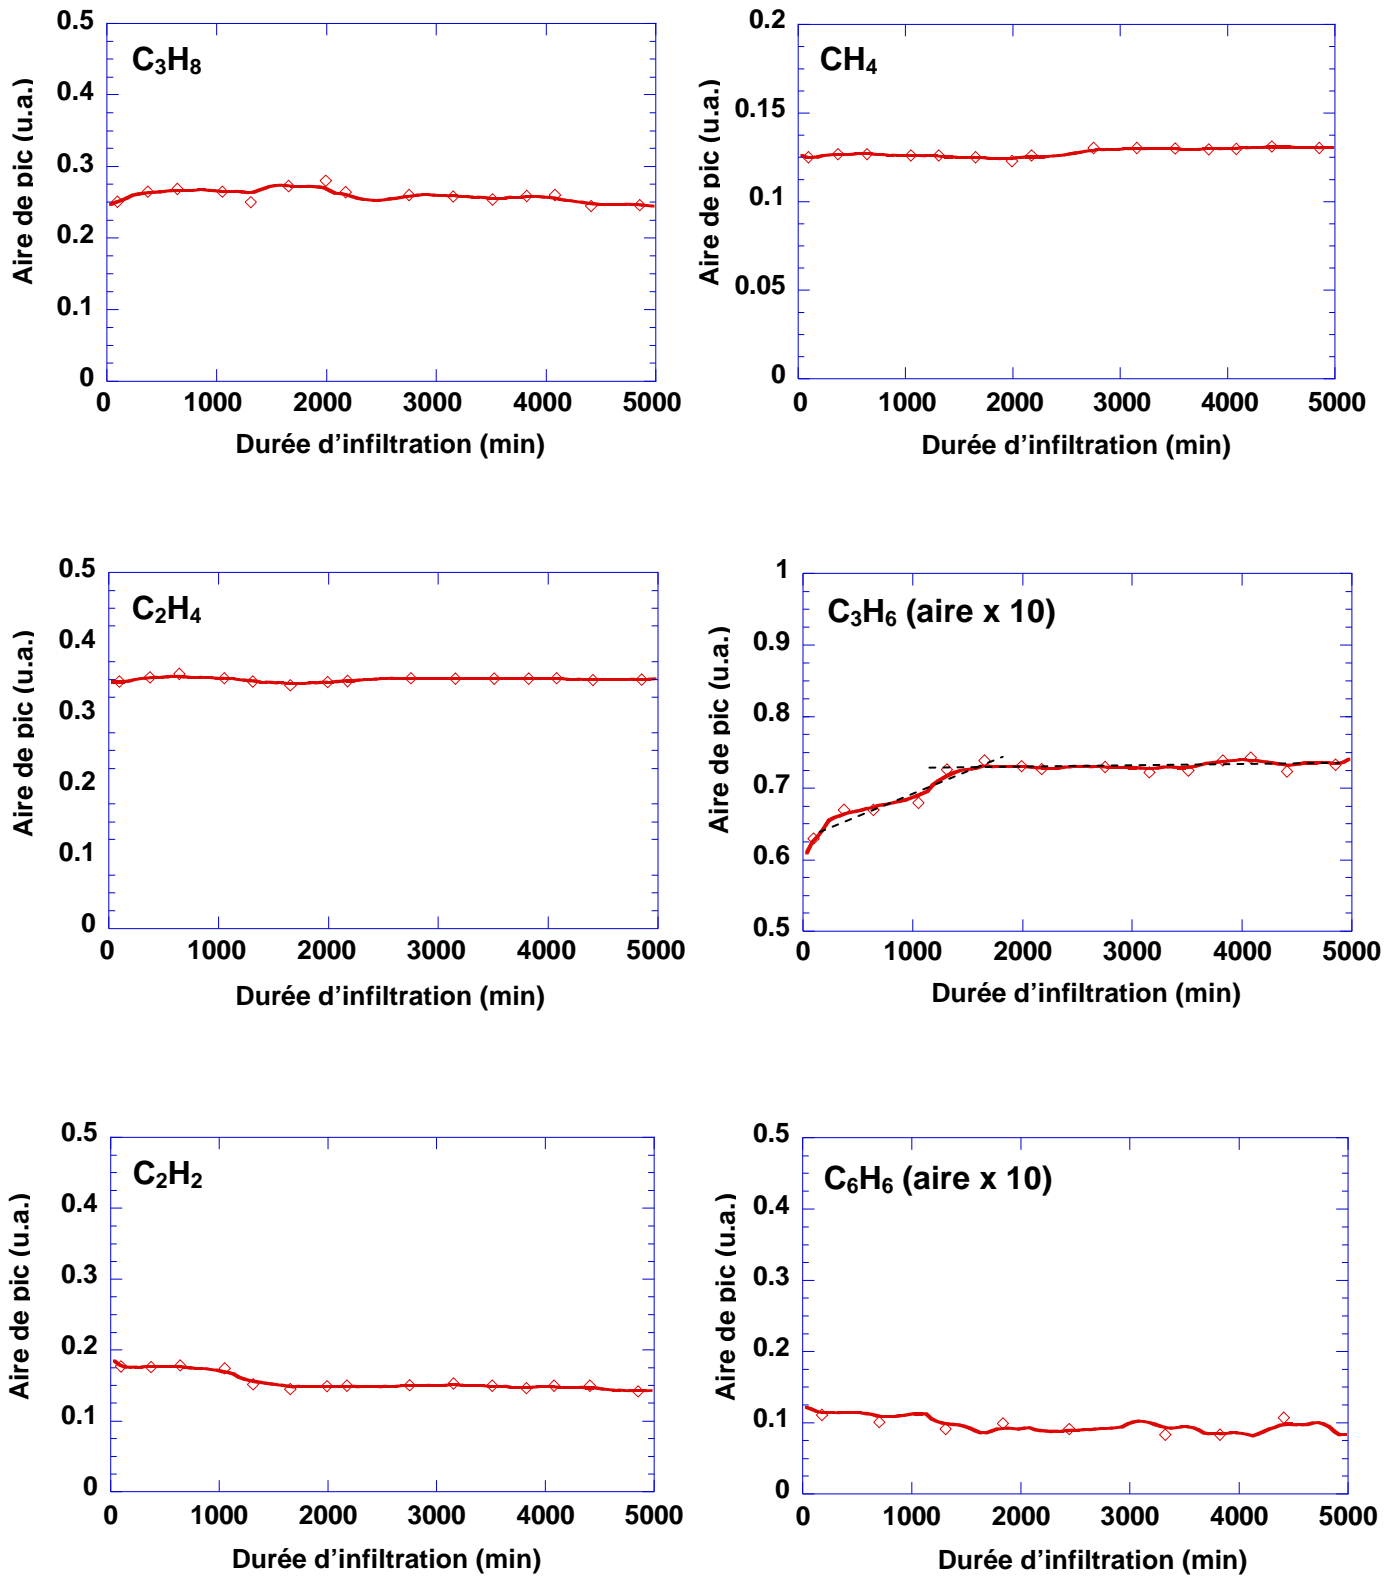 C₃H₈
Aire de pic (u.a.)
0.5
0.4
0.3
0.2
0.1
0
0 1000 2000 3000 4000 5000
Durée d'infiltration (min)
CH₄
Aire de pic (u.a.)
0.2
0.15
0.1
0.05
0
0 1000 2000 3000 4000 5000
Durée d'infiltration (min)
C₂H₄
Aire de pic (u.a.)
0.5
0.4
0.3
0.2
0.1
0
0 1000 2000 3000 4000 5000
Durée d'infiltration (min)
C₃H₆ (aire x 10)
Aire de pic (u.a.)
1
0.9
0.8
0.7
0.6
0.5
0 1000 2000 3000 4000 5000
Durée d'infiltration (min)
C₂H₂
Aire de pic (u.a.)
0.5
0.4
0.3
0.2
0.1
0
0 1000 2000 3000 4000 5000
Durée d'infiltration (min)
C₆H₆ (aire x 10)
Aire de pic (u.a.)
0.5
0.4
0.3
0.2
0.1
0
0 1000 2000 3000 4000 5000
Durée d'infiltration (min)